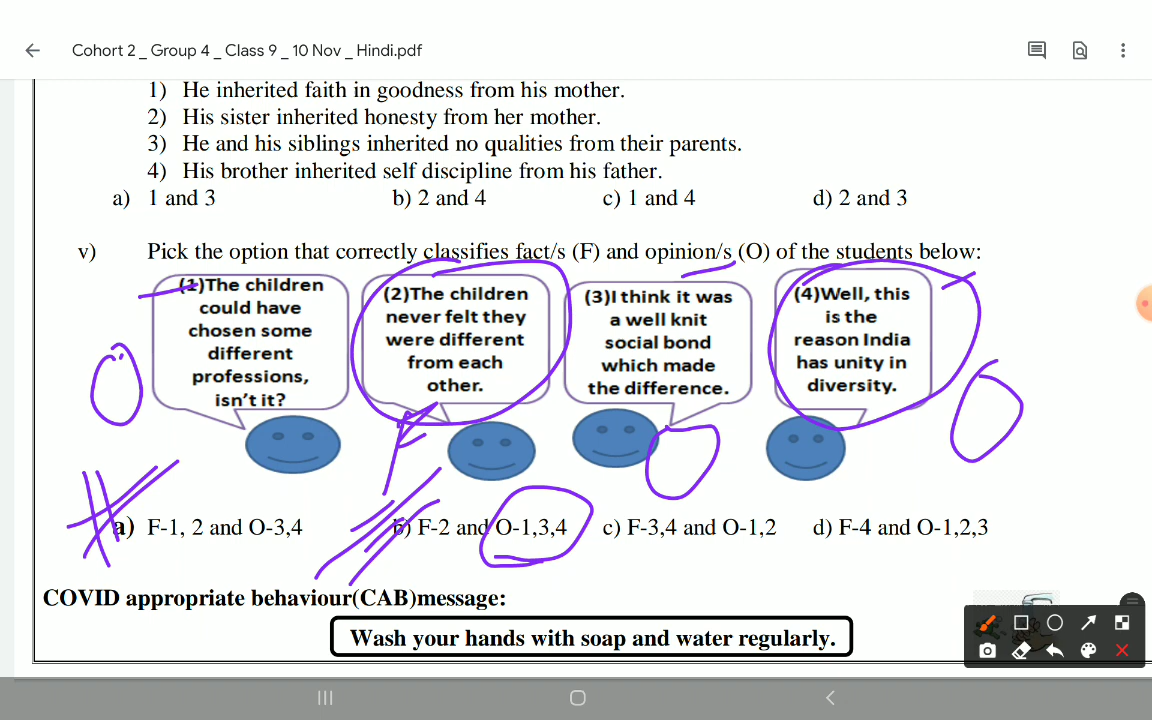 Cohort 2 _ Group 4 _ Class 9 _ 10 Nov _ Hindi.pdf
1) He inherited faith in goodness from his mother.
2) His sister inherited honesty from her mother.
3) He and his siblings inherited no qualities from their parents.
4) His brother inherited self discipline from his father.
a) 1 and 3 b) 2 and 4 c) 1 and 4 d) 2 and 3
v) Pick the option that correctly classifies fact/s (F) and opinion/s (O) of the students below:
(1)The children
could have
chosen some
different
professions,
isn't it?
(2)The children
never felt they
were different
from each
other.
(3)I think it was
a well knit
social bond
which made
the difference.
(4)Well, this
is the
reason India
has unity in
diversity.
O
F
O
O
a) F-1, 2 and O-3,4 b) F-2 and O-1,3,4 c) F-3,4 and O-1,2 d) F-4 and O-1,2,3
COVID appropriate behaviour(CAB)message:
Wash your hands with soap and water regularly.